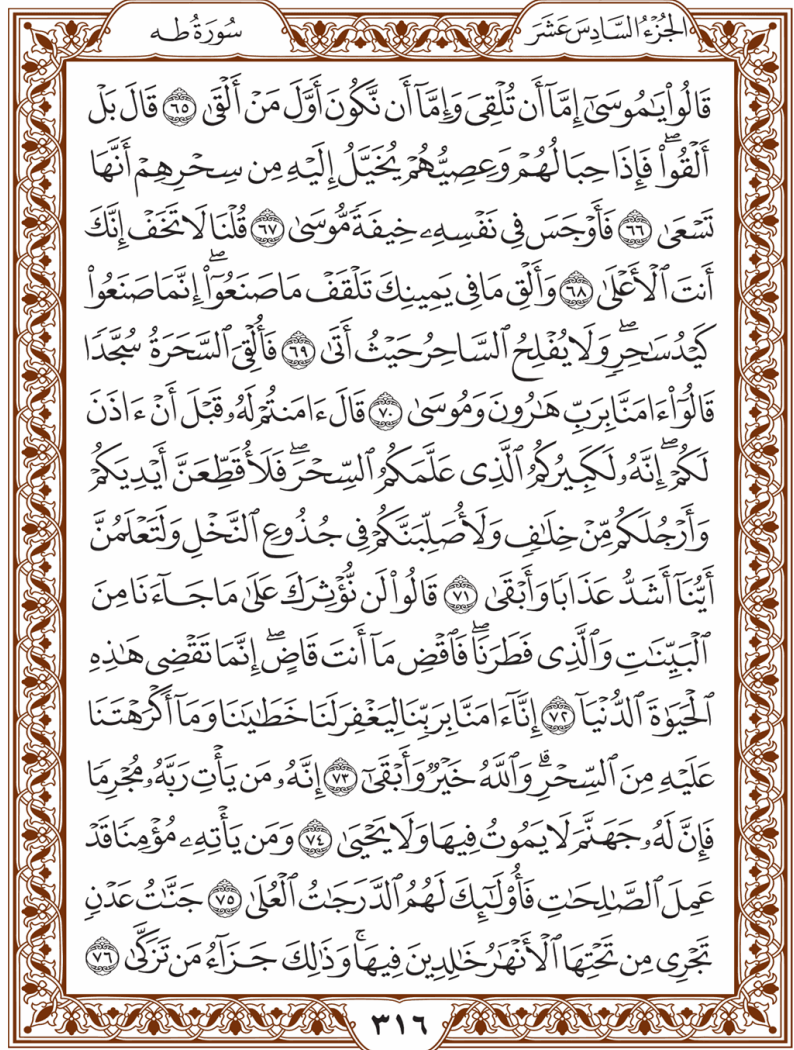 الجُزْءُ السَّادِسَ عَشَرَ
سُورَةُ طه
قَالُواْ يَٰمُوسَىٰٓ إِمَّآ أَن تُلۡقِيَ وَإِمَّآ أَن نَّكُونَ أَوَّلَ مَنۡ أَلۡقَىٰ ٦٥ قَالَ بَلۡ
أَلۡقُواْۖ فَإِذَا حِبَالُهُمۡ وَعِصِيُّهُمۡ يُخَيَّلُ إِلَيۡهِ مِن سِحۡرِهِمۡ أَنَّهَا
تَسۡعَىٰ ٦٦ فَأَوۡجَسَ فِي نَفۡسِهِۦ خِيفَةٗ مُّوسَىٰ ٦٧ قُلۡنَا لَا تَخَفۡ إِنَّكَ
أَنتَ ٱلۡأَعۡلَىٰ ٦٨ وَأَلۡقِ مَا فِي يَمِينِكَ تَلۡقَفۡ مَا صَنَعُوٓاْۖ إِنَّمَا صَنَعُواْ
كَيۡدُ سَٰحِرٖۖ وَلَا يُفۡلِحُ ٱلسَّاحِرُ حَيۡثُ أَتَىٰ ٦٩ فَأُلۡقِيَ ٱلسَّحَرَةُ سُجَّدٗا
قَالُوٓاْ ءَامَنَّا بِرَبِّ هَٰرُونَ وَمُوسَىٰ ٧٠ قَالَ ءَامَنتُمۡ لَهُۥ قَبۡلَ أَنۡ ءَاذَنَ
لَكُمۡۖ إِنَّهُۥ لَكَبِيرُكُمُ ٱلَّذِي عَلَّمَكُمُ ٱلسِّحۡرَۖ فَلَأُقَطِّعَنَّ أَيۡدِيَكُمۡ
وَأَرۡجُلَكُم مِّنۡ خِلَٰفٖ وَلَأُصَلِّبَنَّكُمۡ فِي جُذُوعِ ٱلنَّخۡلِ وَلَتَعۡلَمُنَّ
أَيُّنَآ أَشَدُّ عَذَابٗا وَأَبۡقَىٰ ٧١ قَالُواْ لَن نُّؤۡثِرَكَ عَلَىٰ مَا جَآءَنَا مِنَ
ٱلۡبَيِّنَٰتِ وَٱلَّذِي فَطَرَنَاۖ فَٱقۡضِ مَآ أَنتَ قَاضٍۖ إِنَّمَا تَقۡضِي هَٰذِهِ
ٱلۡحَيَوٰةَ ٱلدُّنۡيَآ ٧٢ إِنَّآ ءَامَنَّا بِرَبِّنَا لِيَغۡفِرَ لَنَا خَطَٰيَٰنَا وَمَآ أَكۡرَهۡتَنَا
عَلَيۡهِ مِنَ ٱلسِّحۡرِۗ وَٱللَّهُ خَيۡرٞ وَأَبۡقَىٰٓ ٧٣ إِنَّهُۥ مَن يَأۡتِ رَبَّهُۥ مُجۡرِمٗا
فَإِنَّ لَهُۥ جَهَنَّمَ لَا يَمُوتُ فِيهَا وَلَا يَحۡيَىٰ ٧٤ وَمَن يَأۡتِهِۦ مُؤۡمِنٗا قَدۡ
عَمِلَ ٱلصَّٰلِحَٰتِ فَأُوْلَٰٓئِكَ لَهُمُ ٱلدَّرَجَٰتُ ٱلۡعُلَىٰ ٧٥ جَنَّٰتُ عَدۡنٖ
تَجۡرِي مِن تَحۡتِهَا ٱلۡأَنۡهَٰرُ خَٰلِدِينَ فِيهَاۚ وَذَٰلِكَ جَزَآءُ مَن تَزَكَّىٰ ٧٦
٣١٦